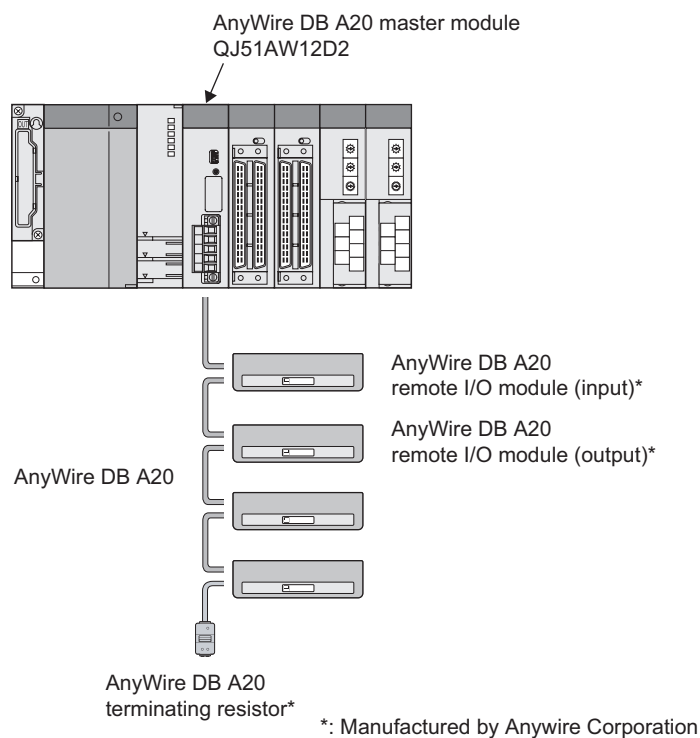 AnyWire DB A20 master module
QJ51AW12D2
OUT
AnyWire DB A20
remote I/O module (input)*
AnyWire DB A20
remote I/O module (output)*
AnyWire DB A20
AnyWire DB A20
terminating resistor*
*: Manufactured by Anywire Corporation